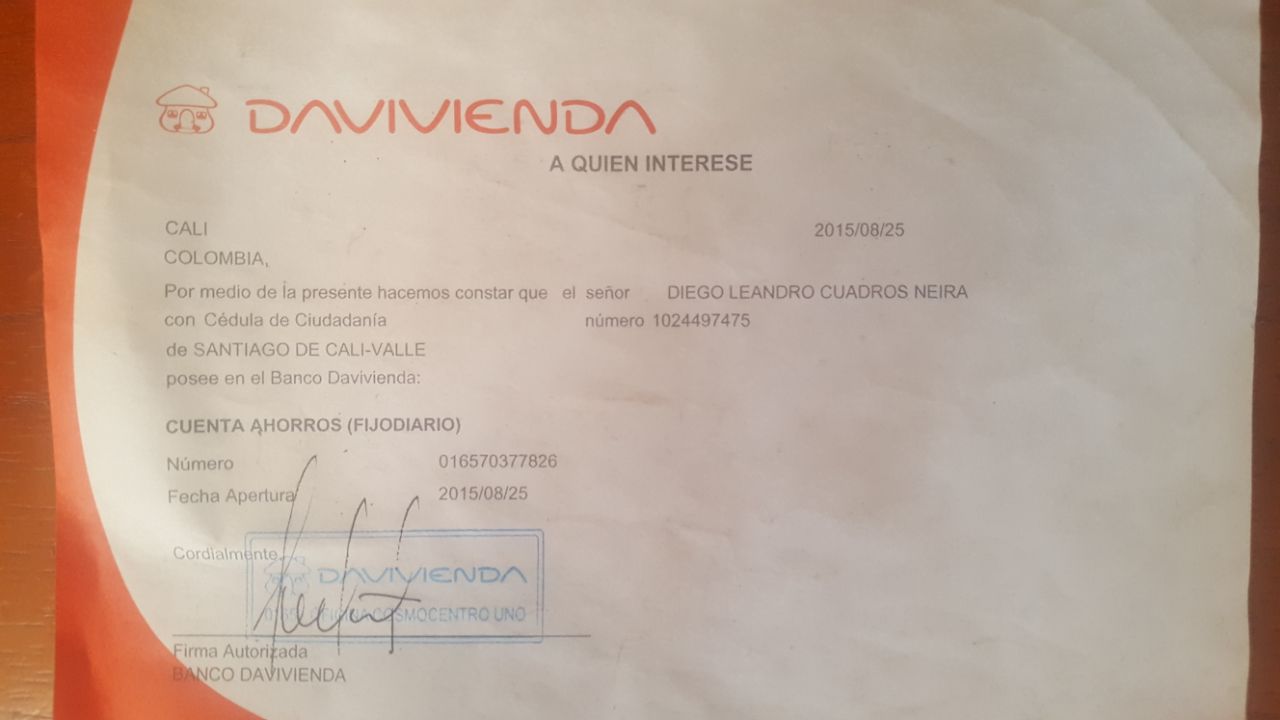 DAVIVIENDA
A QUIEN INTERESE
CALI 2015/08/25
COLOMBIA,
Por medio de la presente hacemos constar que el señor DIEGO LEANDRO CUADROS NEIRA
con Cédula de Ciudadanía número 1024497475
de SANTIAGO DE CALI-VALLE
posee en el Banco Davivienda:
CUENTA AHORROS (FIJODIARIO)
Número 016570377826
Fecha Apertura 2015/08/25
Cordialmente,
DAVIVIENDA
OFICINA COSMOCENTRO UNO
Firma Autorizada
BANCO DAVIVIENDA